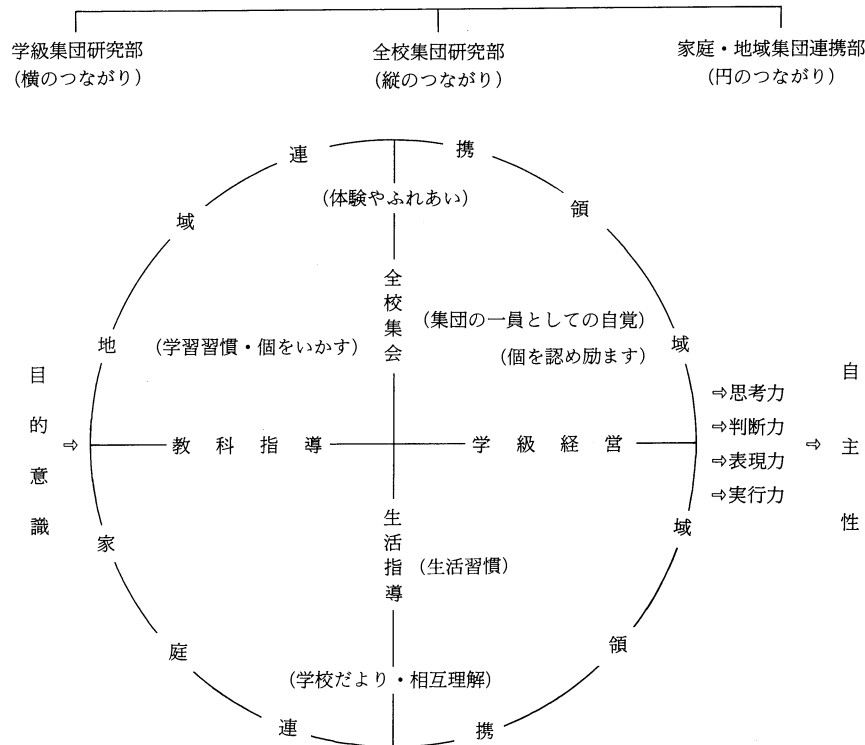 学級集団研究部
(横のつながり)
全校集団研究部
(縦のつながり)
家庭・地域集団連携部
(円のつながり)
地域連携領域
(体験やふれあい)
全校集会
(学習習慣・個をいかす)
(集団の一員としての自覚)
(個を認め励ます)
目的意識
⇨
教科指導
学級経営
⇨思考力
⇨判断力
⇨表現力
⇨実行力
⇨
自主性
生活指導
(生活習慣)
(学校だより・相互理解)
家庭連携領域